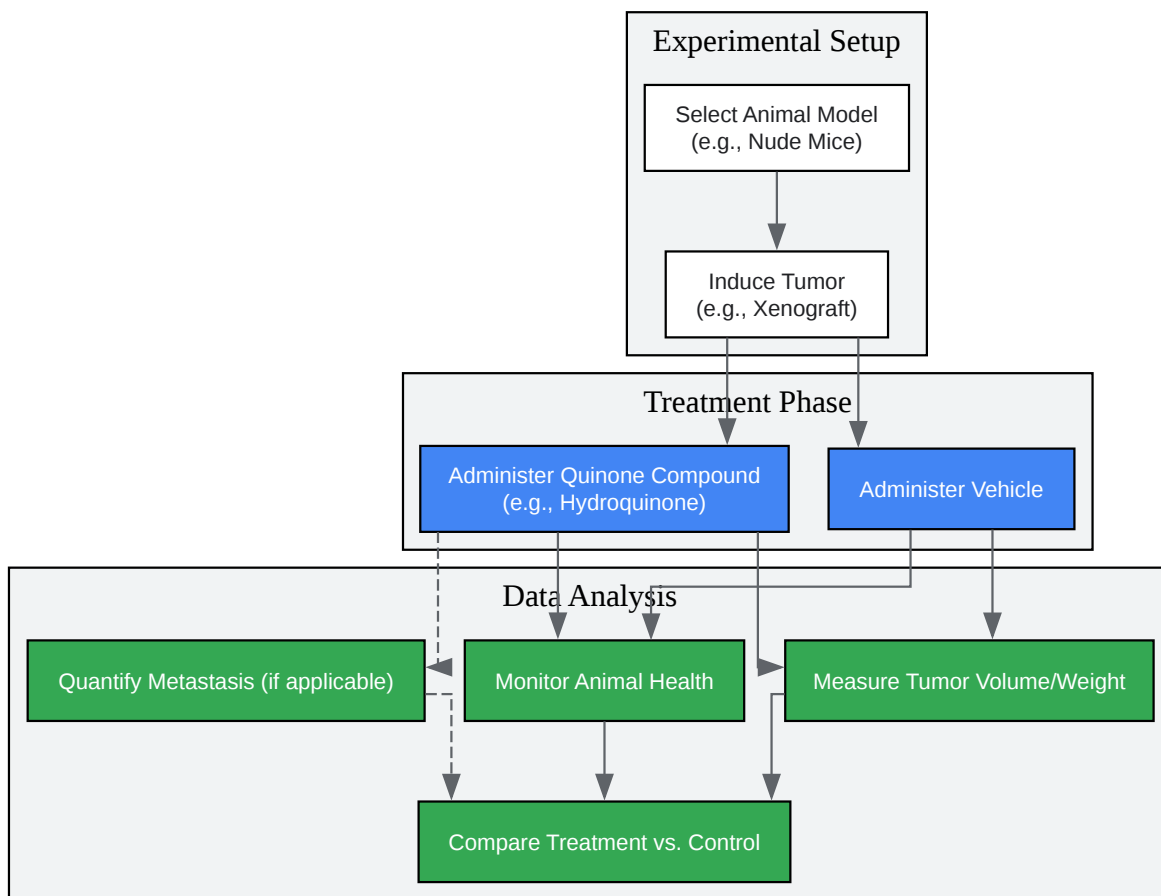 Experimental Setup
Select Animal Model
(e.g., Nude Mice)
Induce Tumor
(e.g., Xenograft)
Treatment Phase
Administer Quinone Compound
(e.g., Hydroquinone)
Administer Vehicle
Data Analysis
Quantify Metastasis (if applicable)
Monitor Animal Health
Measure Tumor Volume/Weight
Compare Treatment vs. Control